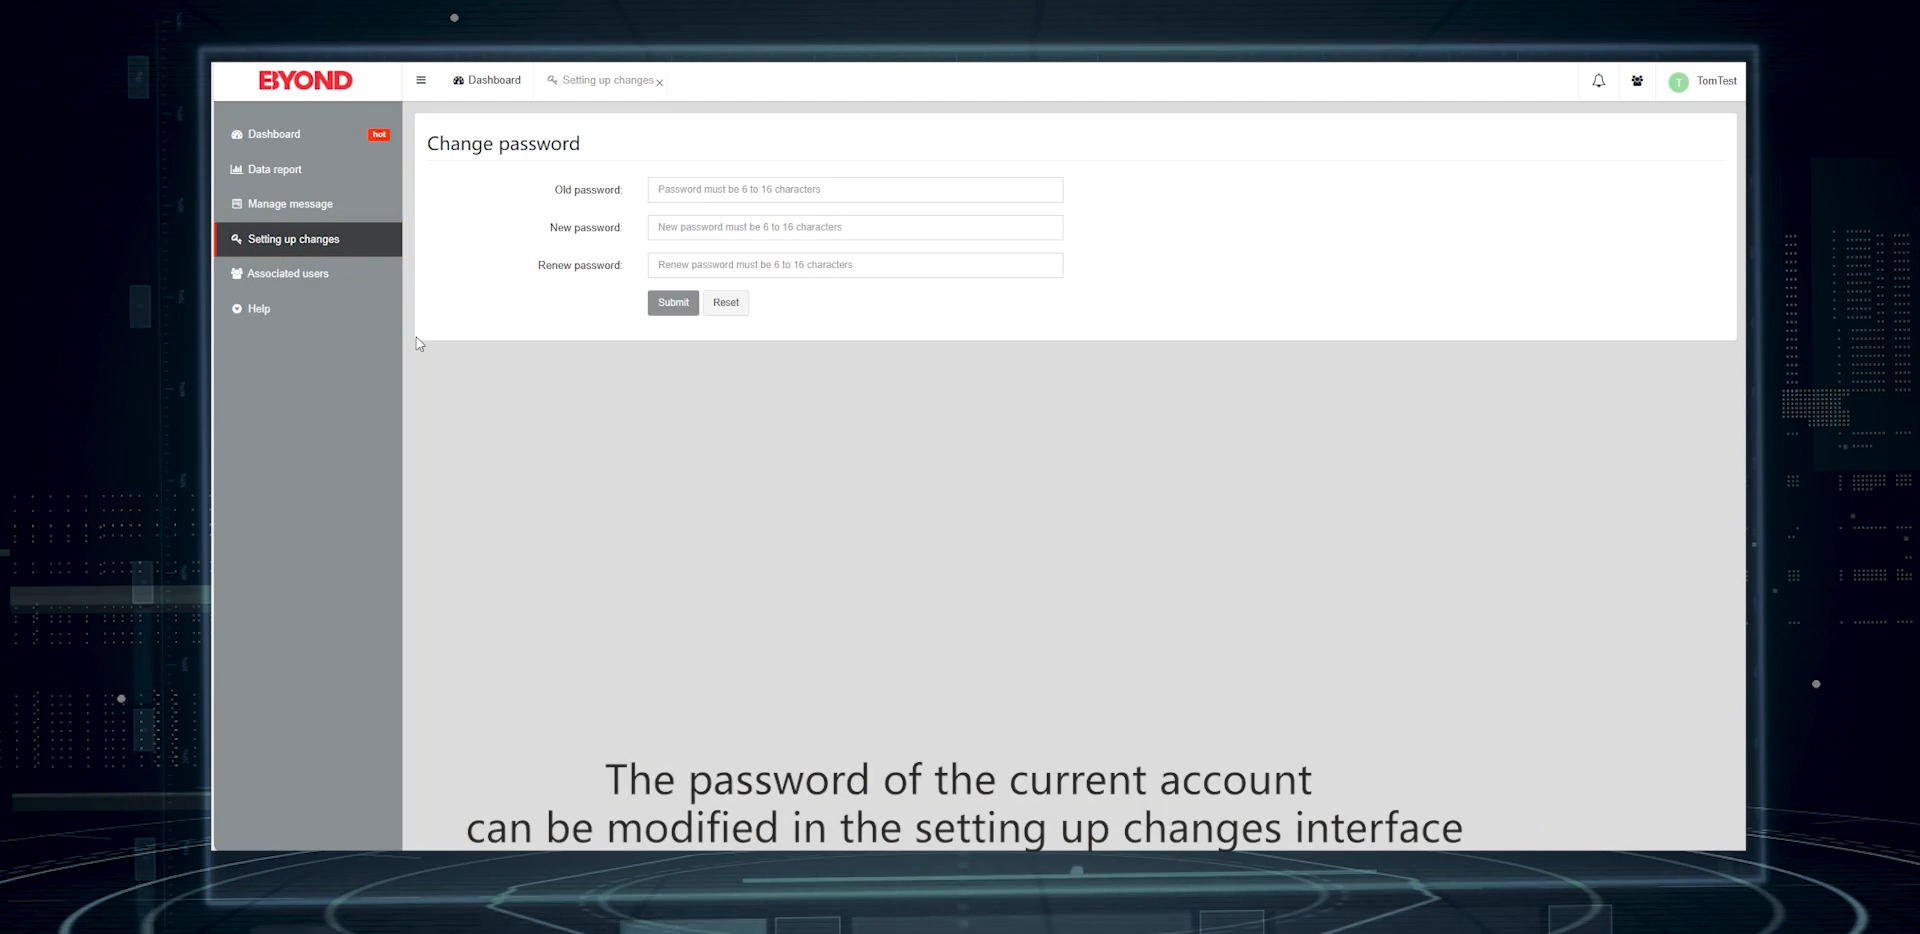 BYOND
Dashboard
Setting up changes
TomTest
Dashboard hot
Data report
Manage message
Setting up changes
Associated users
Help
Change password
Old password: Password must be 6 to 16 characters
New password: New password must be 6 to 16 characters
Renew password: Renew password must be 6 to 16 characters
Submit Reset
The password of the current account
can be modified in the setting up changes interface